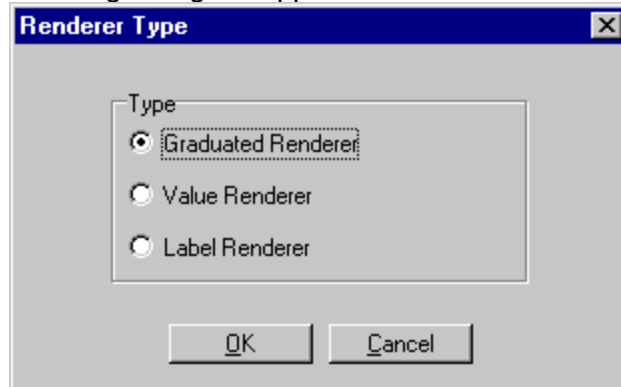 Renderer Type
Type
Graduated Renderer
Value Renderer
Label Renderer
OK Cancel